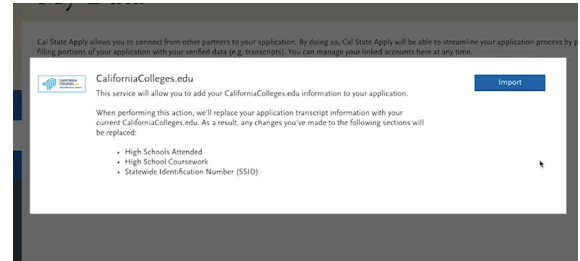 Cal State Apply allows you to connect from other partners to your application. By doing so, Cal State Apply will be able to streamline your application process by
filling portions of your application with your verified data (e.g. transcripts). You can manage your linked accounts here at any time.
CALIFORNIA
COLLEGES
CaliforniaColleges.edu
Import
This service will allow you to add your CaliforniaColleges.edu information to your application.
When performing this action, we'll replace your application transcript information with your
current CaliforniaColleges.edu. As a result, any changes you've made to the following sections will
be replaced:
• High Schools Attended
• High School Coursework
• Statewide Identification Number (SSID)